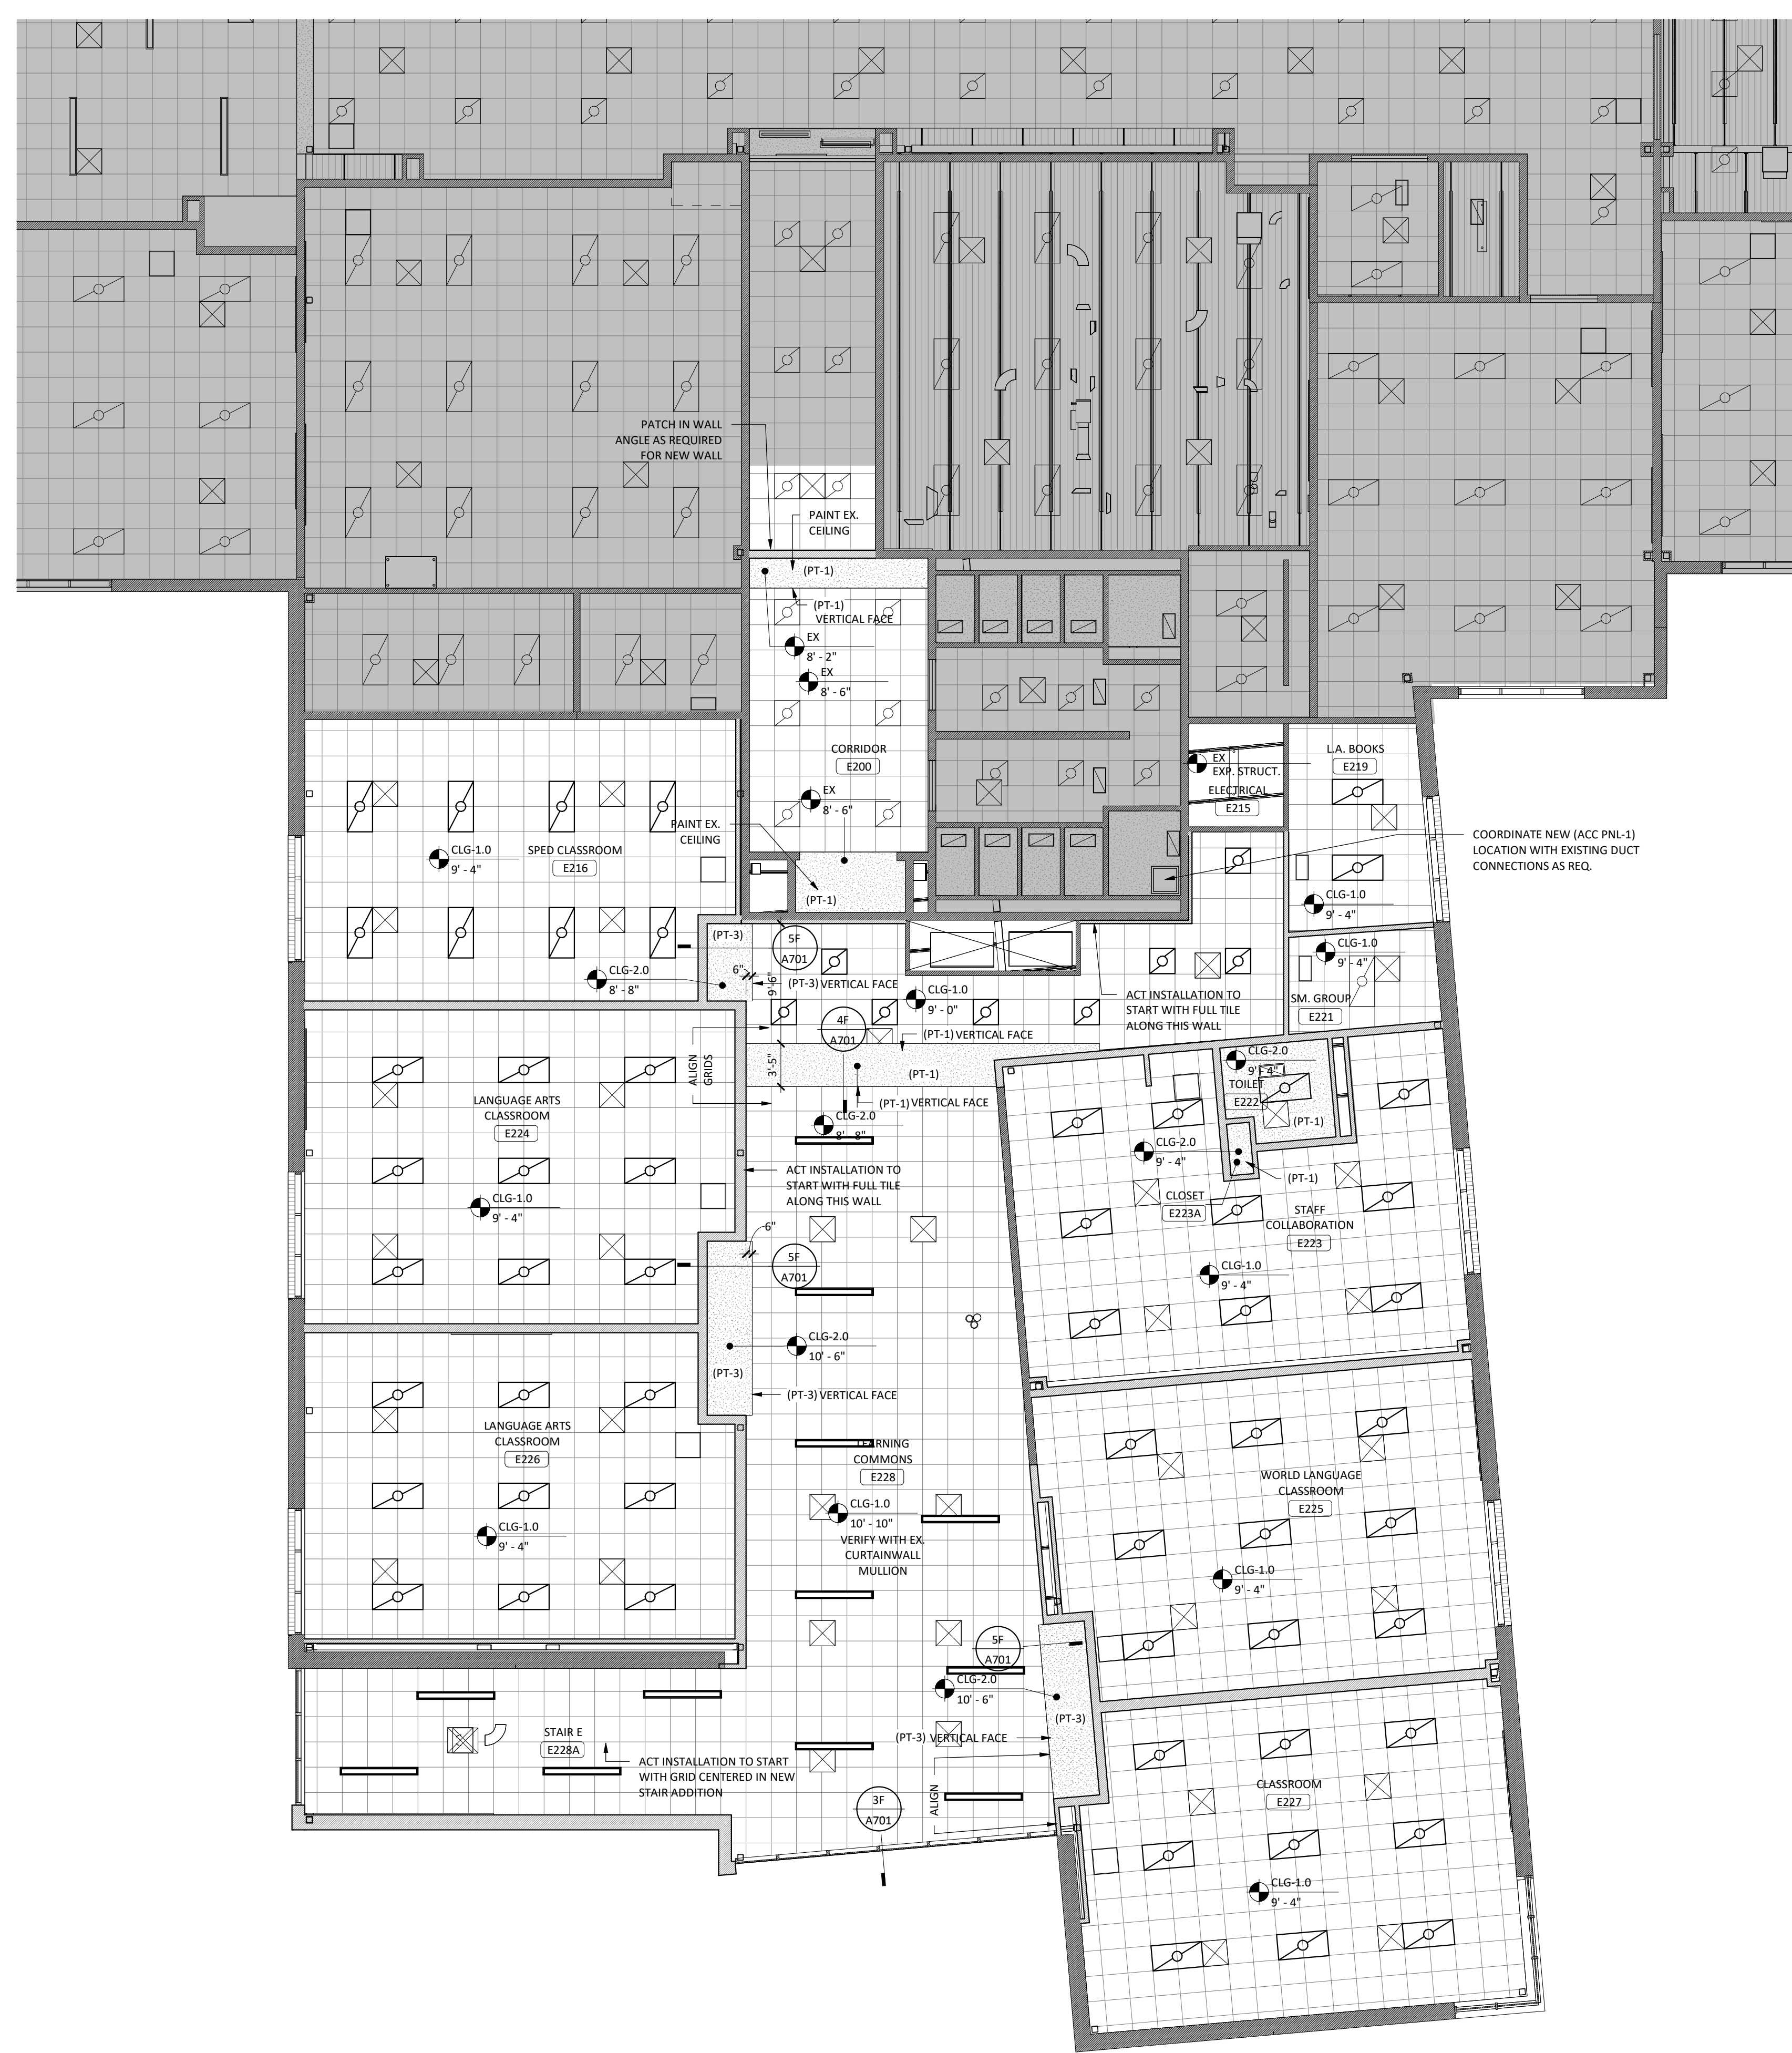 PATCH IN WALL
ANGLE AS REQUIRED
FOR NEW WALL
PAINT EX.
CEILING
(PT-1)
(PT-1)
VERTICAL FACE
EX
8' - 2"
EX
8' - 6"
CORRIDOR
E200
EX
8' - 6"
PAINT EX.
CEILING
(PT-1)
EX
EXP. STRUCT.
ELECTRICAL
E215
L.A. BOOKS
E219
CLG-1.0
9' - 4"
COORDINATE NEW (ACC PNL-1)
LOCATION WITH EXISTING DUCT
CONNECTIONS AS REQ.
CLG-1.0
9' - 4"
SPED CLASSROOM
E216
(PT-3)
5F
A701
6"
9'-6"
CLG-2.0
8' - 8"
(PT-3) VERTICAL FACE
CLG-1.0
9' - 0"
4F
A701
ACT INSTALLATION TO
START WITH FULL TILE
ALONG THIS WALL
CLG-1.0
9' - 4"
SM. GROUP
E221
(PT-1) VERTICAL FACE
ALIGN
GRIDS
3'-5"
(PT-1)
(PT-1) VERTICAL FACE
CLG-2.0
8' - 8"
CLG-2.0
9' - 4"
TOILET
E222
(PT-1)
LANGUAGE ARTS
CLASSROOM
E224
CLG-1.0
9' - 4"
ACT INSTALLATION TO
START WITH FULL TILE
ALONG THIS WALL
CLG-2.0
9' - 4"
(PT-1)
CLOSET
E223A
STAFF
COLLABORATION
E223
CLG-1.0
9' - 4"
6"
5F
A701
CLG-2.0
10' - 6"
(PT-3)
(PT-3) VERTICAL FACE
LANGUAGE ARTS
CLASSROOM
E226
CLG-1.0
9' - 4"
LEARNING
COMMONS
E228
CLG-1.0
10' - 10"
VERIFY WITH EX.
CURTAINWALL
MULLION
WORLD LANGUAGE
CLASSROOM
E225
CLG-1.0
9' - 4"
5F
A701
CLG-2.0
10' - 6"
(PT-3)
(PT-3) VERTICAL FACE
STAIR E
E228A
ACT INSTALLATION TO START
WITH GRID CENTERED IN NEW
STAIR ADDITION
ALIGN
3F
A701
CLASSROOM
E227
CLG-1.0
9' - 4"